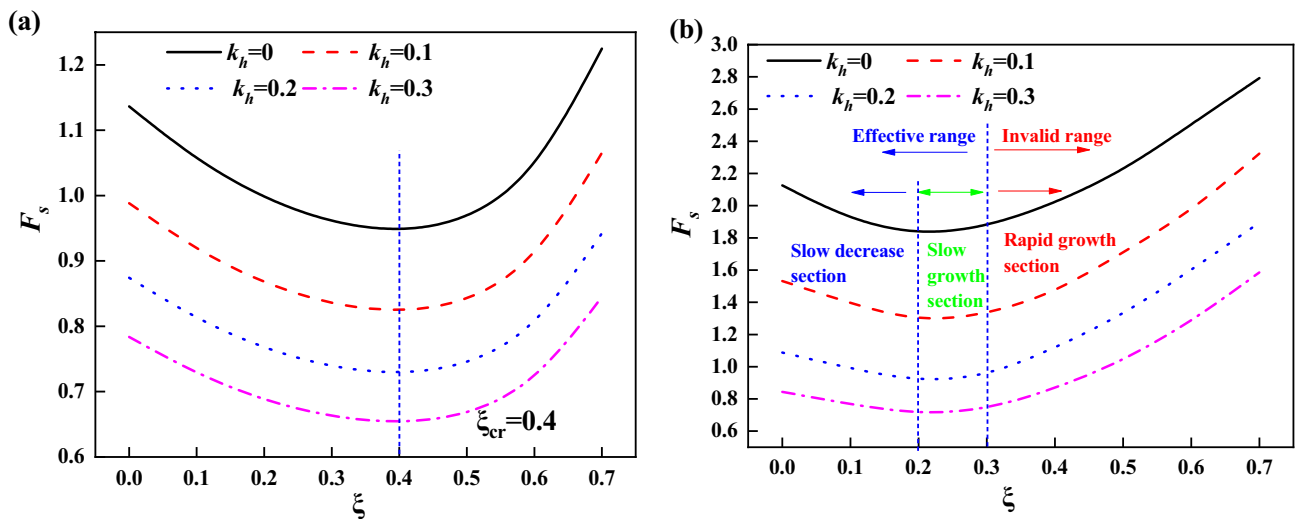 (a)
k_h=0 k_h=0.1
k_h=0.2 k_h=0.3
1.2
1.1
1.0
0.9
0.8
0.7
0.6
F_s
ξ_cr=0.4
0.0 0.1 0.2 0.3 0.4 0.5 0.6 0.7
ξ
(b)
k_h=0 k_h=0.1
k_h=0.2 k_h=0.3
3.0
2.8
2.6
2.4
2.2
2.0
1.8
1.6
1.4
1.2
1.0
0.8
0.6
F_s
Effective range Invalid range
Slow decrease
section
Slow
growth
section
Rapid growth
section
0.0 0.1 0.2 0.3 0.4 0.5 0.6 0.7
ξ